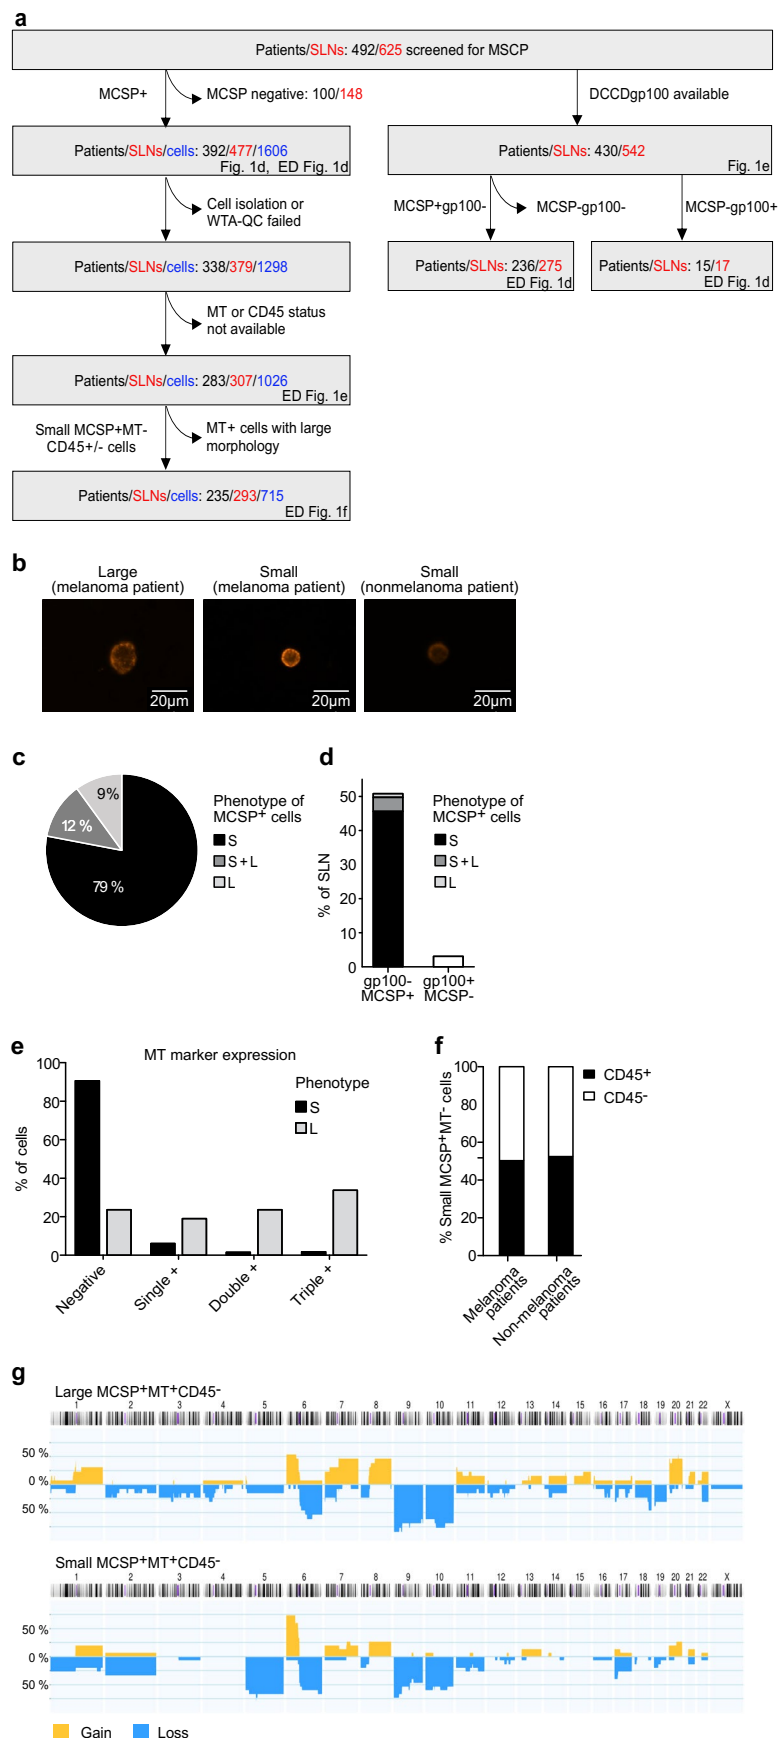 a
Patients/SLNs: 492/625 screened for MSCP
MCSP+
MCSP negative: 100/148
DCCDgp100 available
Patients/SLNs/cells: 392/477/1606
Fig. 1d, ED Fig. 1d
Patients/SLNs: 430/542
Fig. 1e
Cell isolation or
WTA-QC failed
MCSP+gp100-
MCSP-gp100-
MCSP-gp100+
Patients/SLNs/cells: 338/379/1298
Patients/SLNs: 236/275
ED Fig. 1d
Patients/SLNs: 15/17
ED Fig. 1d
MT or CD45 status
not available
Patients/SLNs/cells: 283/307/1026
ED Fig. 1e
Small MCSP+MT-
CD45+/- cells
MT+ cells with large
morphology
Patients/SLNs/cells: 235/293/715
ED Fig. 1f
b
Large
(melanoma patient)
Small
(melanoma patient)
Small
(nonmelanoma patient)
20µm
20µm
20µm
c
9%
12 %
79 %
Phenotype of
MCSP+ cells
S
S + L
L
d
% of SLN
50
40
30
20
10
0
gp100-
MCSP+
gp100+
MCSP-
Phenotype of
MCSP+ cells
S
S + L
L
e
MT marker expression
% of cells
100
80
60
40
20
0
Negative
Single +
Double +
Triple +
Phenotype
S
L
f
% Small MCSP+MT- cells
100
80
60
40
20
0
Melanoma
patients
Non-melanoma
patients
CD45+
CD45-
g
Large MCSP+MT+CD45-
1 2 3 4 5 6 7 8 9 10 11 12 13 14 15 16 17 18 19 20 21 22 X
50 %
0 %
50 %
Small MCSP+MT+CD45-
1 2 3 4 5 6 7 8 9 10 11 12 13 14 15 16 17 18 19 20 21 22 X
50 %
0 %
50 %
Gain
Loss